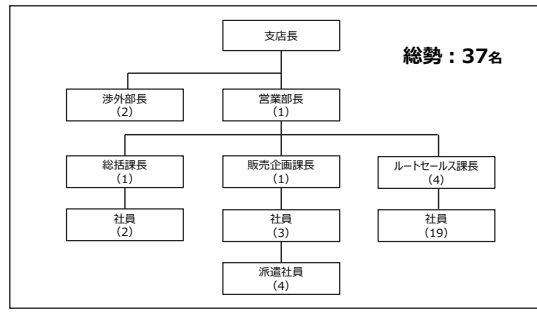 支店長
総勢：37名
渉外部長
(2)
営業部長
(1)
総括課長
(1)
販売企画課長
(1)
ルートセールス課長
(4)
社員
(2)
社員
(3)
社員
(19)
派遣社員
(4)